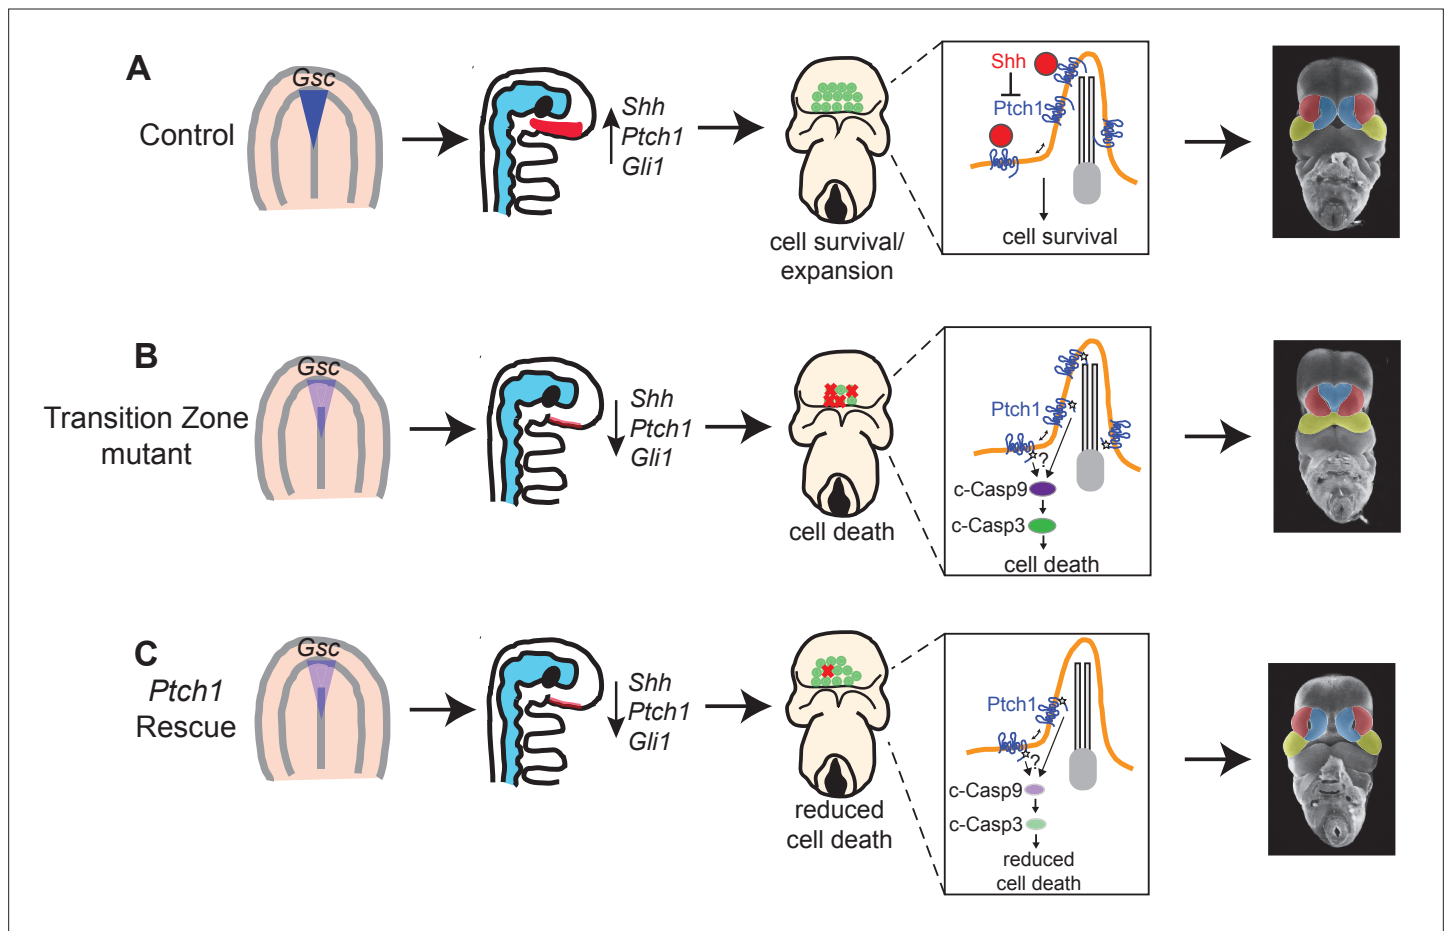 A
Control
Gsc
Shh
Ptch1
Gli1
cell survival/
expansion
Shh
Ptch1
cell survival
B
Transition Zone
mutant
Gsc
Shh
Ptch1
Gli1
cell death
Ptch1
?
c-Casp9
c-Casp3
cell death
C
Ptch1
Rescue
Gsc
Shh
Ptch1
Gli1
reduced
cell death
Ptch1
?
c-Casp9
c-Casp3
reduced
cell death